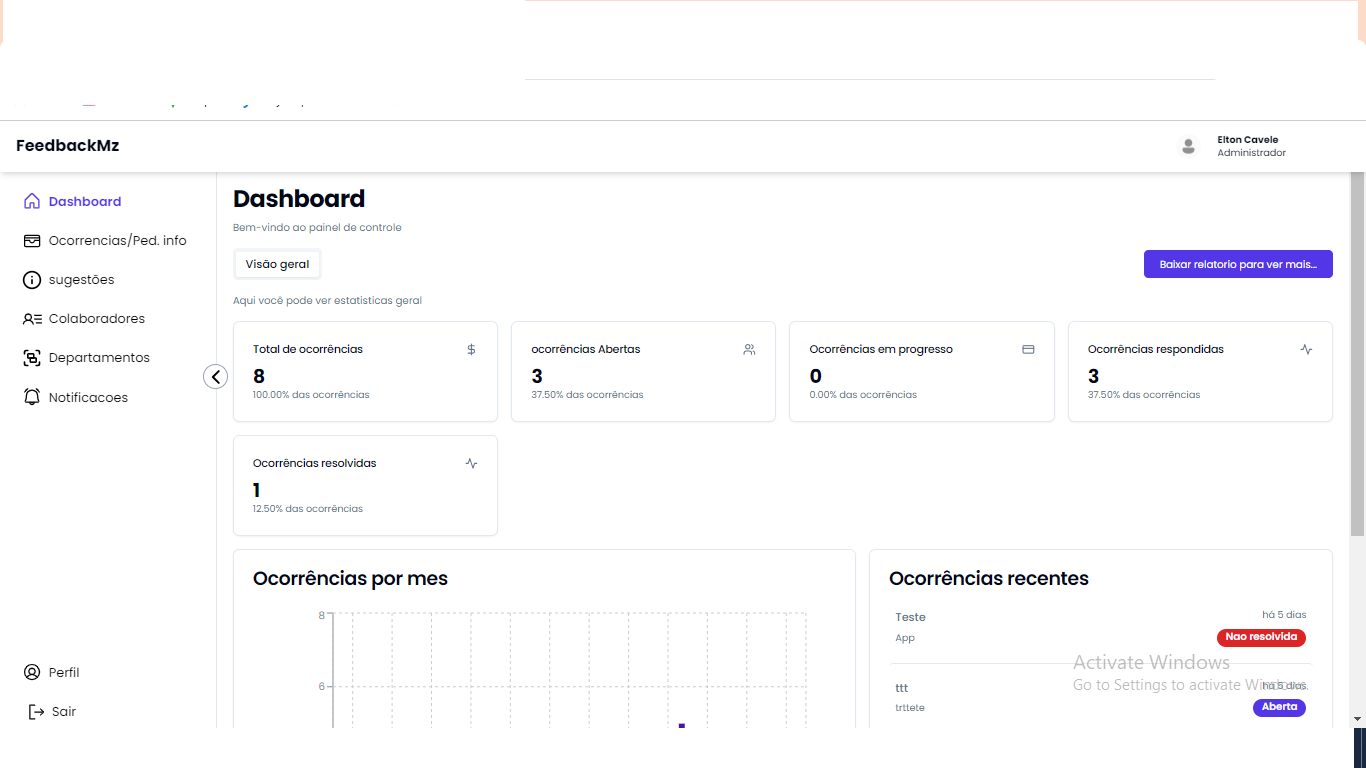 FeedbackMz
Elton Cavele
Administrador
Dashboard
Ocorrencias/Ped. info
sugestões
Colaboradores
Departamentos
Notificacoes
Perfil
Sair
Dashboard
Bem-vindo ao painel de controle
Visão geral
Baixar relatorio para ver mais...
Aqui você pode ver estatisticas geral
Total de ocorrências
$
8
100.00% das ocorrências
ocorrências Abertas
3
37.50% das ocorrências
Ocorrências em progresso
0
0.00% das ocorrências
Ocorrências respondidas
3
37.50% das ocorrências
Ocorrências resolvidas
1
12.50% das ocorrências
Ocorrências por mes
8
6
Ocorrências recentes
Teste
há 5 dias
App
Nao resolvida
ttt
há 5 dias
trttete
Aberta
Activate Windows
Go to Settings to activate Windows.